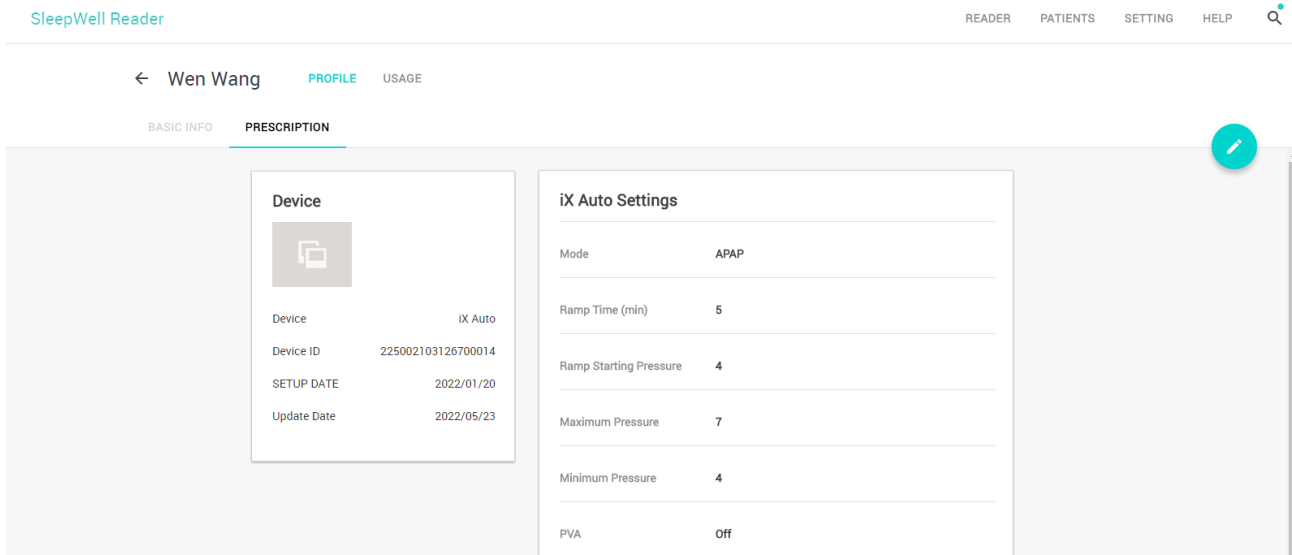 SleepWell Reader
READER PATIENTS SETTING HELP
Wen Wang PROFILE USAGE
BASIC INFO PRESCRIPTION
Device
Device iX Auto
Device ID 225002103126700014
SETUP DATE 2022/01/20
Update Date 2022/05/23
iX Auto Settings
Mode APAP
Ramp Time (min) 5
Ramp Starting Pressure 4
Maximum Pressure 7
Minimum Pressure 4
PVA Off